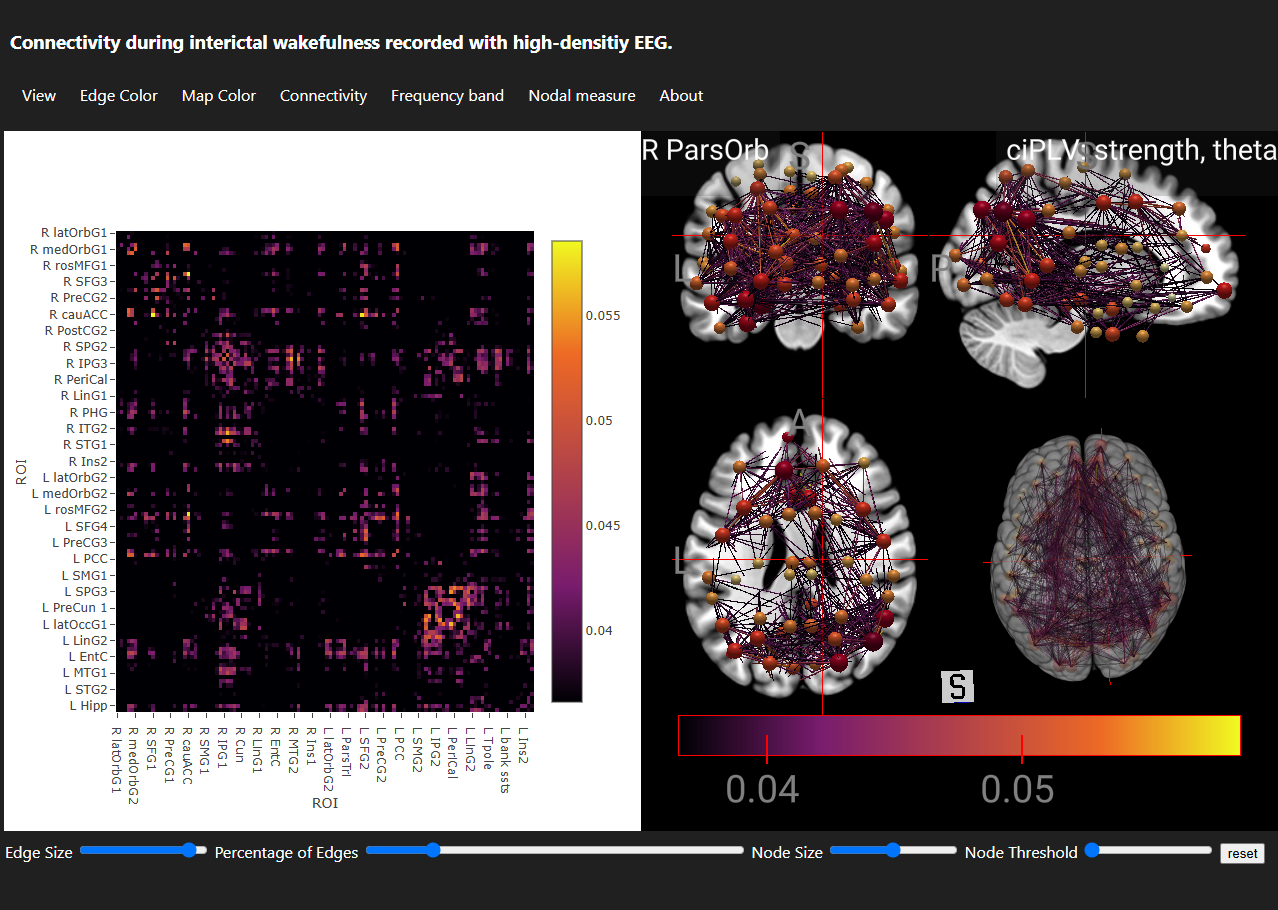 Connectivity during interictal wakefulness recorded with high-densitiy EEG.
View Edge Color Map Color Connectivity Frequency band Nodal measure About
R ParsOrb
ciPLV, strength, theta
S
S
L
P
A
L
S
R latOrbG1
R medOrbG1
R rosMFG1
R SFG3
R PreCG2
R cauACC
R PostCG2
R SPG2
R IPG3
R PeriCal
R LinG1
R PHG
R ITG2
R STG1
R Ins2
L latOrbG2
L medOrbG2
L rosMFG2
L SFG4
L PreCG3
L PCC
L SMG1
L SPG3
L PreCun 1
L latOccG1
L LinG2
L EntC
L MTG1
L STG2
L Hipp
ROI
R latOrbG1
R medOrbG2
R SFG1
R PreCG1
R cauACC
R SMG1
R IPG1
R Cun
R LinG1
R EntC
R MTG2
R Ins1
L latOrbG2
L ParsTrI
L SFG2
L PreCG2
L PCC
L SMG2
L IPG2
L PeriCal
L LinG2
L Tpole
L bank ssts
L Ins2
ROI
0.055
0.05
0.045
0.04
0.04 0.05
Edge Size Percentage of Edges Node Size Node Threshold reset